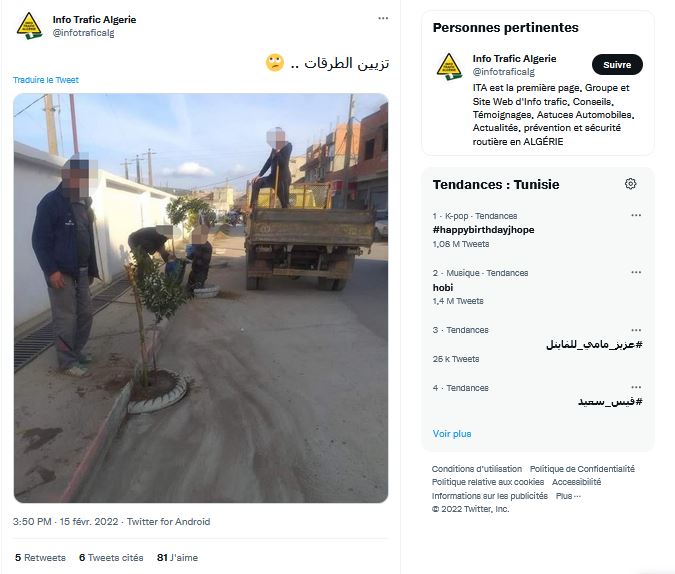 Info Trafic Algerie
@infotraficalg
تزيين الطرقات ..
Traduire le Tweet
3:50 PM · 15 févr. 2022 · Twitter for Android
5 Retweets 6 Tweets cités 81 J'aime
Personnes pertinentes
Info Trafic Algerie
@infotraficalg
Suivre
ITA est la première page, Groupe et
Site Web d'Info trafic, Conseils,
Témoignages, Astuces Automobiles,
Actualités, prévention et sécurité
routière en ALGÉRIE
Tendances : Tunisie
1 · K-pop · Tendances
#happybirthdayjhope
1,08 M Tweets
2 · Musique · Tendances
hobi
1,4 M Tweets
3 · Tendances
#عزيز_مامي_للفاينل
26 k Tweets
4 · Tendances
#قيس_سعيد
Voir plus
Conditions d'utilisation Politique de Confidentialité
Politique relative aux cookies Accessibilité
Informations sur les publicités Plus ···
© 2022 Twitter, Inc.